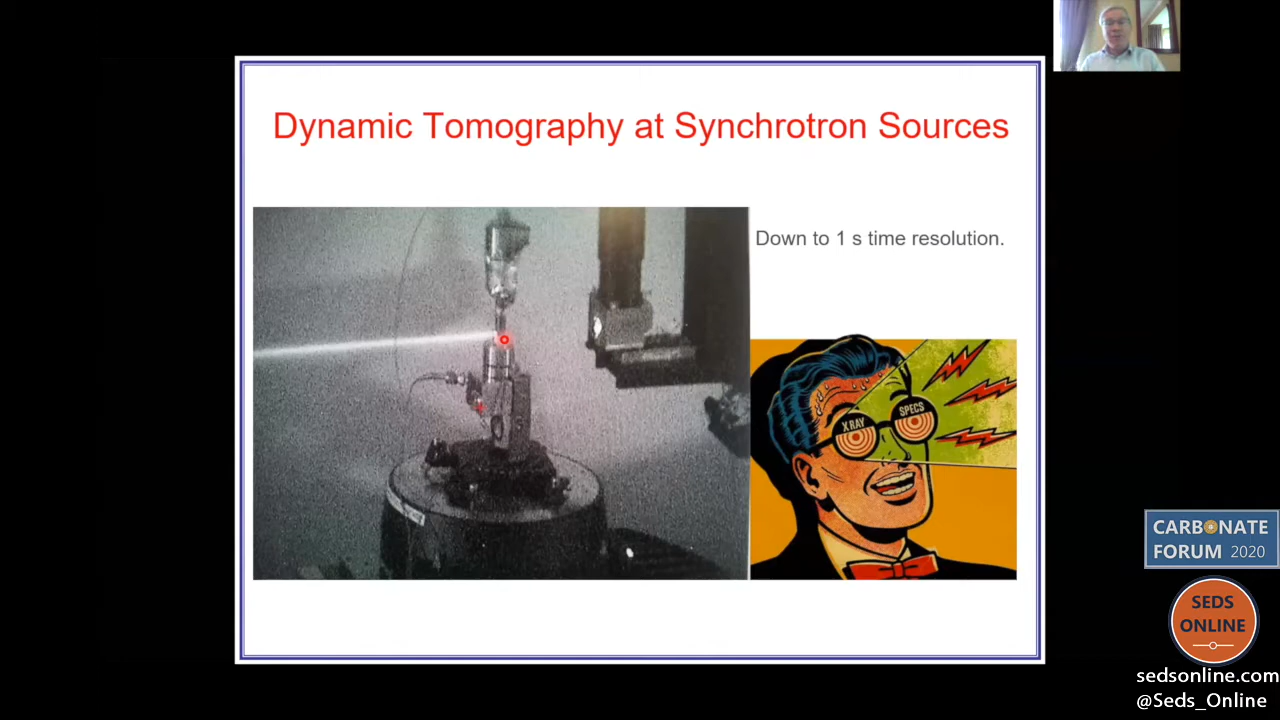 Dynamic Tomography at Synchrotron Sources
Down to 1 s time resolution.
X RAY
SPECS
CARBONATE
FORUM 2020
SEDS
ONLINE
sedsonline.com
@Seds_Online